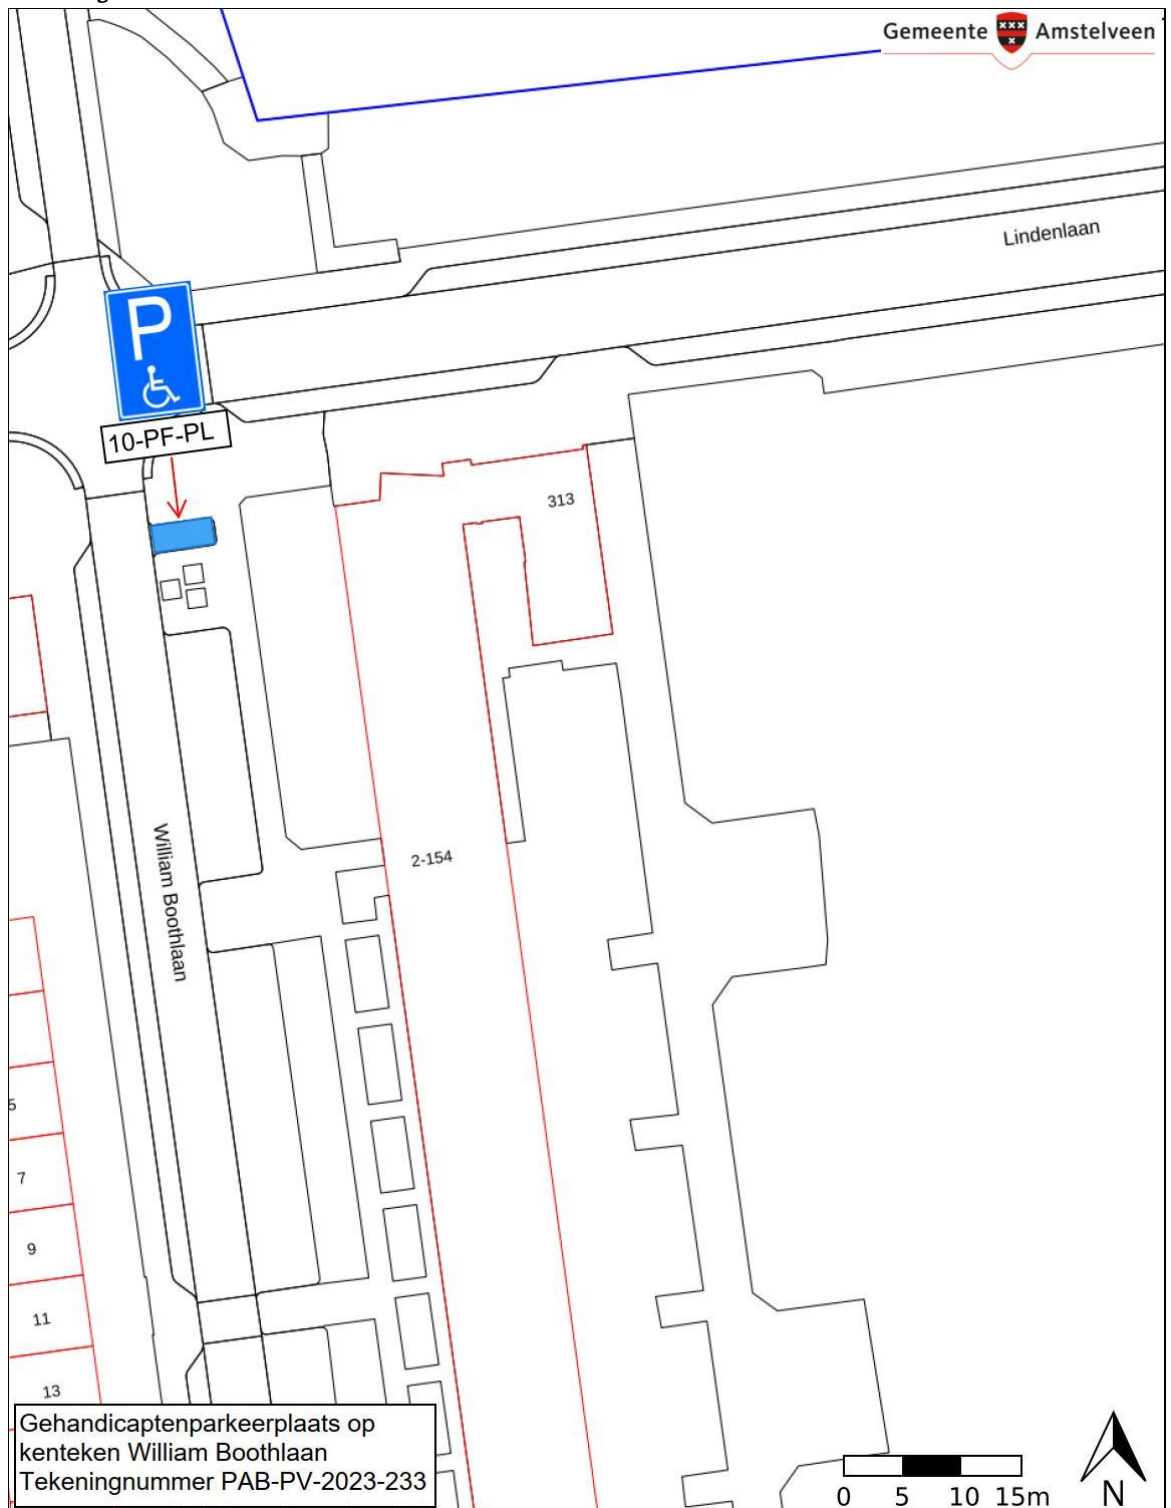 Gemeente Amstelveen
Lindenlaan
P
10-PF-PL
313
2-154
William Boothlaan
5
7
9
11
13
Gehandicaptenparkeerplaats op
kenteken William Boothlaan
Tekeningnummer PAB-PV-2023-233
0 5 10 15m
N